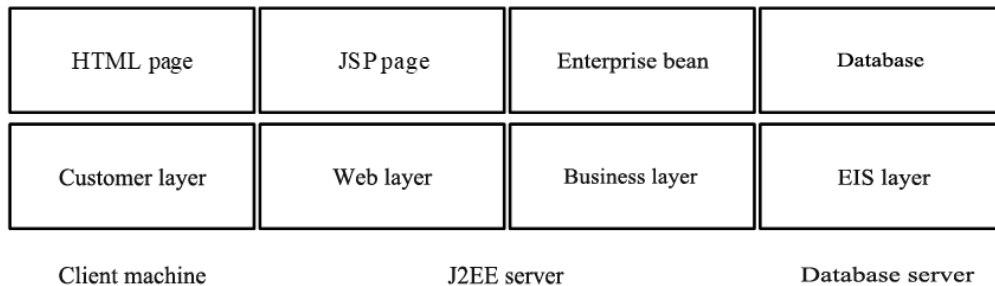 HTML page
JSP page
Enterprise bean
Database
Customer layer
Web layer
Business layer
EIS layer
Client machine
J2EE server
Database server